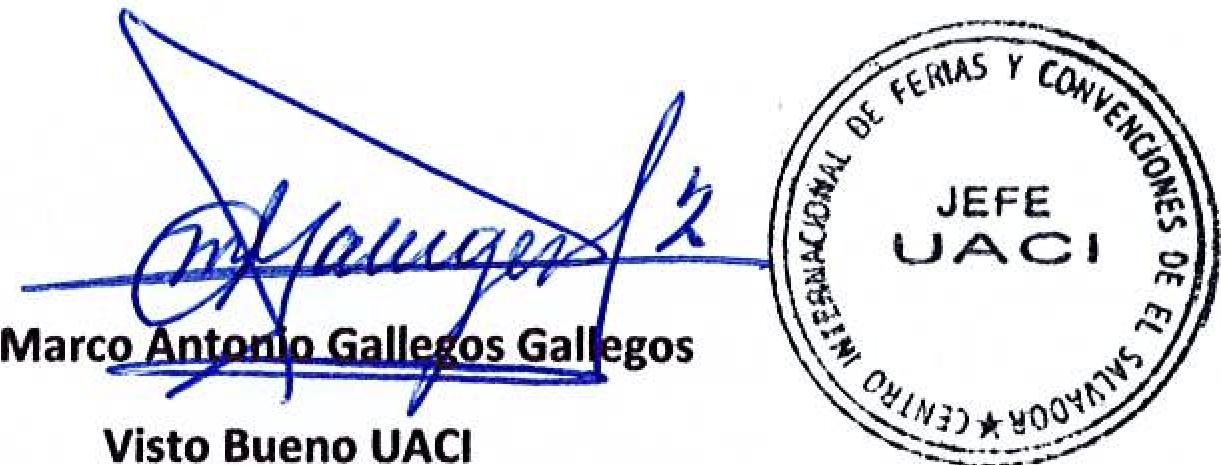 Marco Antonio Gallegos Gallegos
Visto Bueno UACI
CENTRO INTERNACIONAL DE FERIAS Y CONVENCIONES DE EL SALVADOR ★
JEFE
UACI